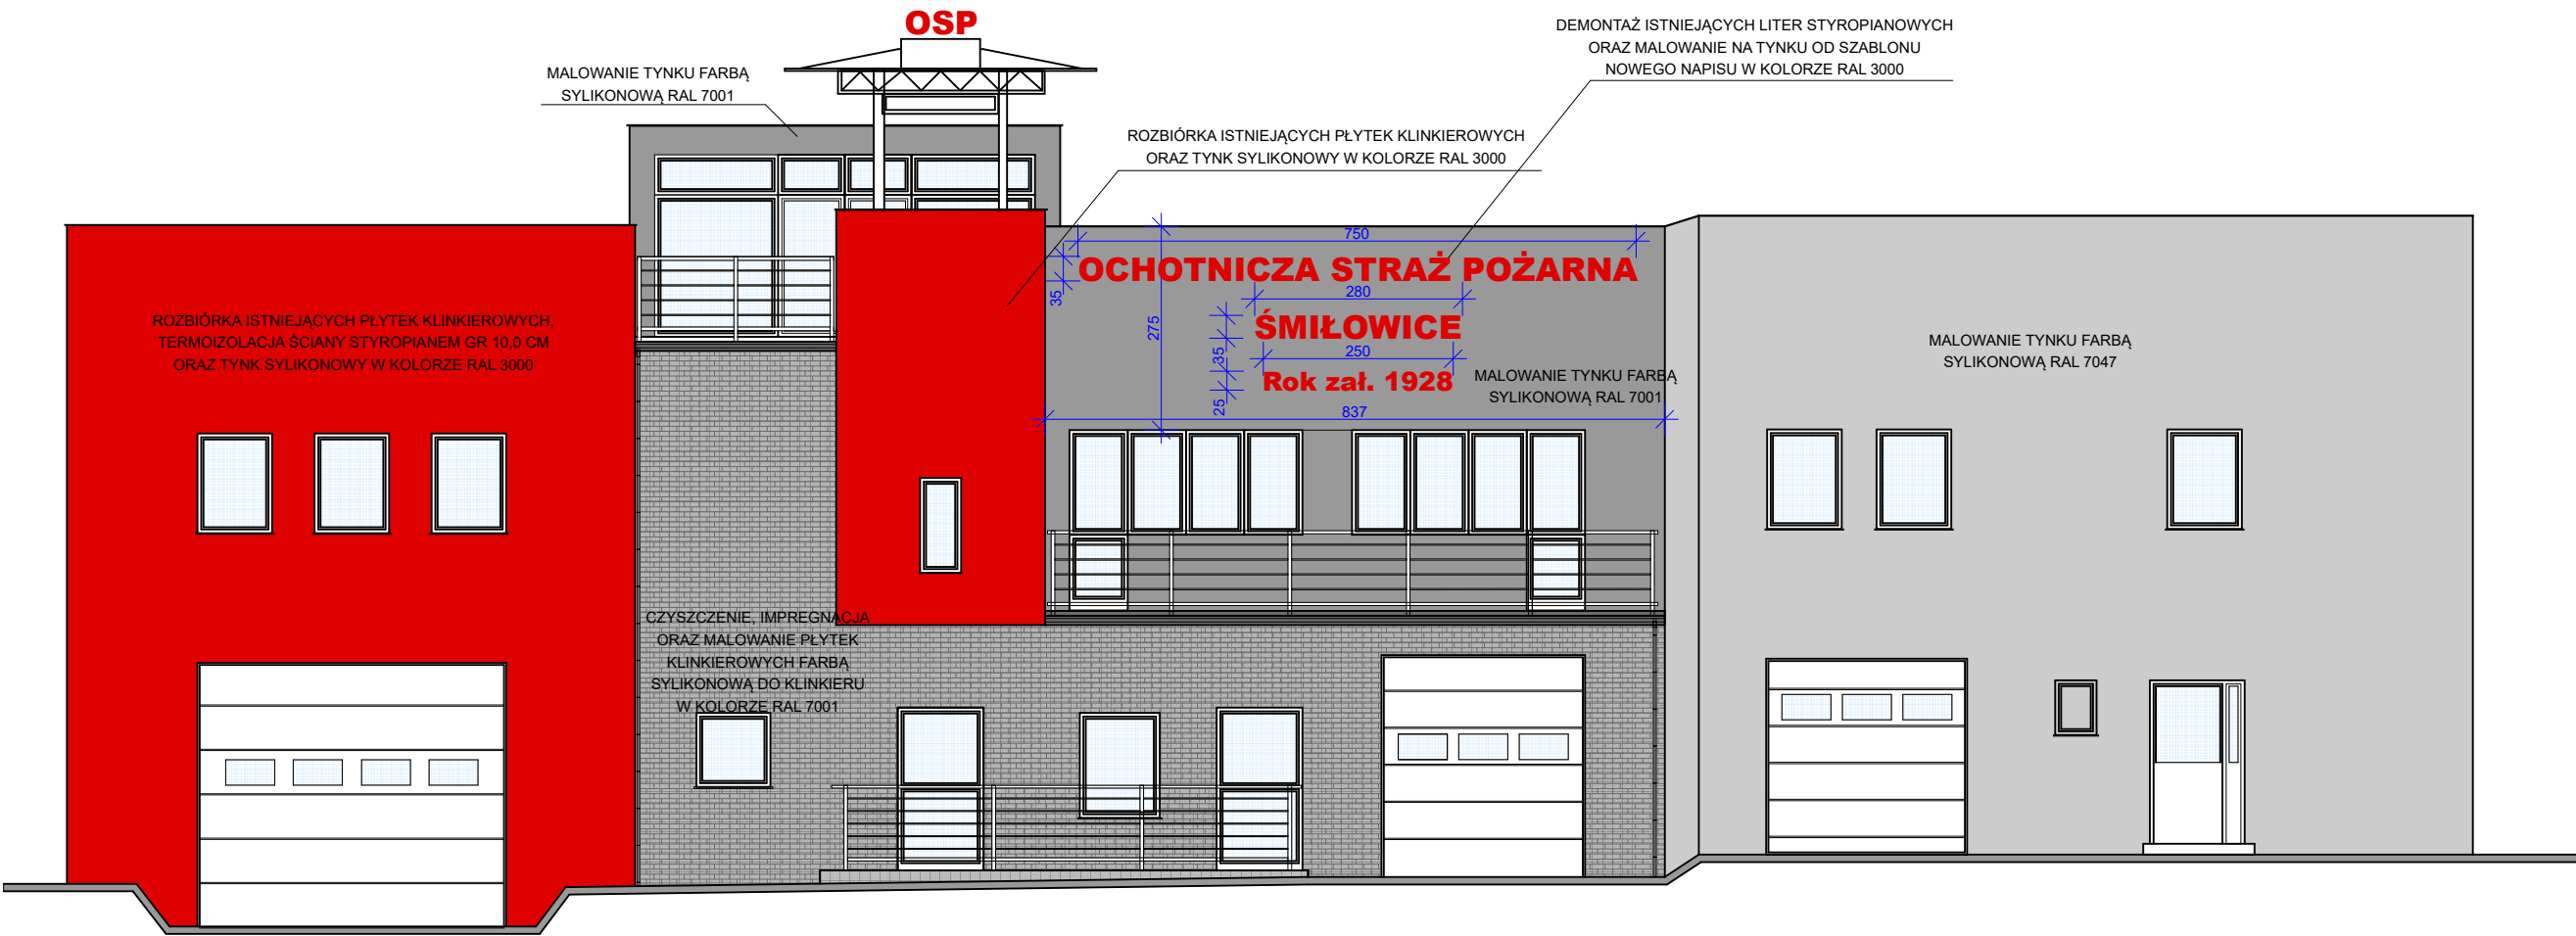 OSP
MALOWANIE TYNKU FARBĄ
SYLIKONOWĄ RAL 7001
DEMONTAŻ ISTNIEJĄCYCH LITER STYROPIANOWYCH
ORAZ MALOWANIE NA TYNKU OD SZABLONU
NOWEGO NAPISU W KOLORZE RAL 3000
ROZBIÓRKA ISTNIEJĄCYCH PŁYTEK KLINKIEROWYCH
ORAZ TYNK SYLIKONOWY W KOLORZE RAL 3000
750
OCHOTNICZA STRAŻ POŻARNA
35
280
275
ŚMIŁOWICE
35
250
Rok zał. 1928
25
837
MALOWANIE TYNKU FARBĄ
SYLIKONOWĄ RAL 7001
ROZBIÓRKA ISTNIEJĄCYCH PŁYTEK KLINKIEROWYCH,
TERMOIZOLACJA ŚCIANY STYROPIANEM GR 10,0 CM
ORAZ TYNK SYLIKONOWY W KOLORZE RAL 3000
MALOWANIE TYNKU FARBĄ
SYLIKONOWĄ RAL 7047
CZYSZCZENIE, IMPREGNACJA
ORAZ MALOWANIE PŁYTEK
KLINKIEROWYCH FARBĄ
SYLIKONOWĄ DO KLINKIERU
W KOLORZE RAL 7001